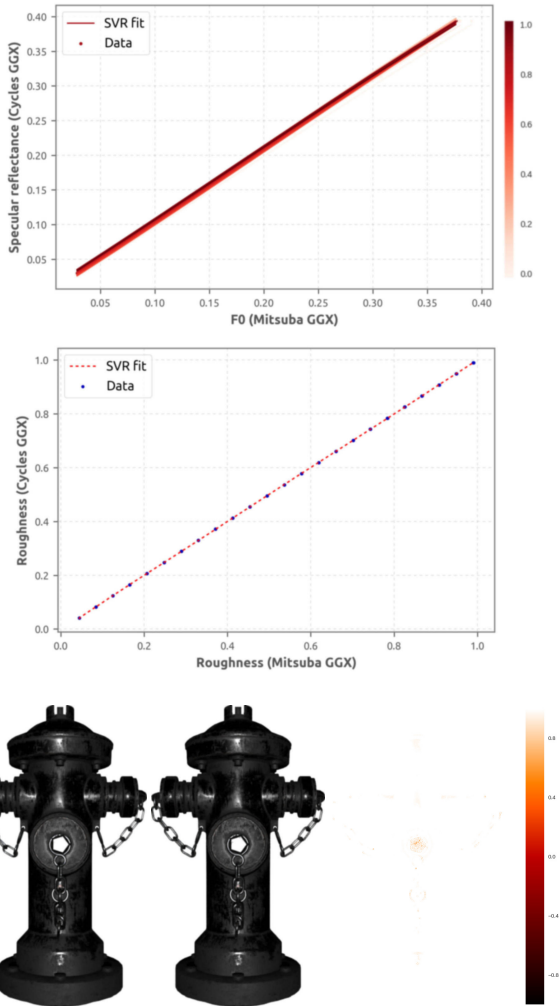 SVR fit
Data
0.40
0.35
0.30
0.25
0.20
0.15
0.10
0.05
Specular reflectance (Cycles GGX)
0.05 0.10 0.15 0.20 0.25 0.30 0.35 0.40
F0 (Mitsuba GGX)
1.0
0.8
0.6
0.4
0.2
0.0
SVR fit
Data
1.0
0.8
0.6
0.4
0.2
0.0
Roughness (Cycles GGX)
0.0 0.2 0.4 0.6 0.8 1.0
Roughness (Mitsuba GGX)
0.8
0.4
0.0
−0.4
−0.8